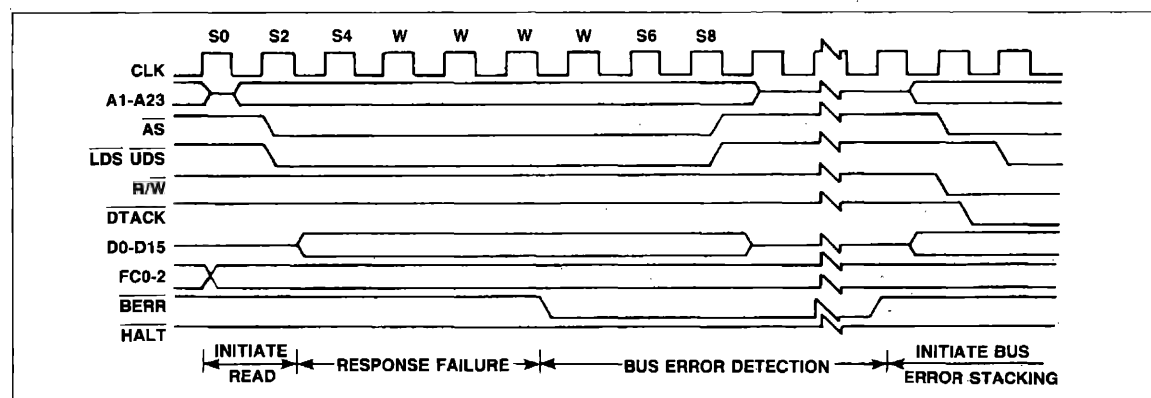 S0 S2 S4 W W W W S6 S8
CLK
A1-A23
AS
LDS UDS
R/W
DTACK
D0-D15
FC0-2
BERR
HALT
INITIATE READ
RESPONSE FAILURE
BUS ERROR DETECTION
INITIATE BUS ERROR STACKING